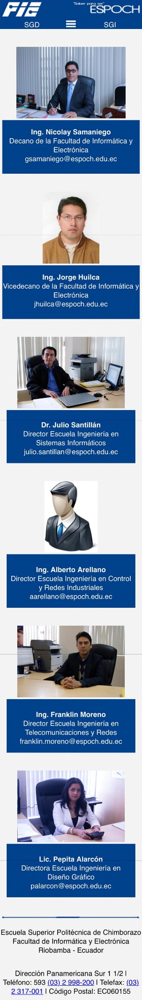 FIE
"Saber para ser"
ESPOCH
SGD
SGI
Ing. Nicolay Samaniego
Decano de la Facultad de Informática y
Electrónica
gsamaniego@espoch.edu.ec
Ing. Jorge Huilca
Vicedecano de la Facultad de Informática y
Electrónica
jhuilca@espoch.edu.ec
Dr. Julio Santillán
Director Escuela Ingeniería en
Sistemas Informáticos
julio.santillan@espoch.edu.ec
Ing. Alberto Arellano
Director Escuela Ingeniería en Control
y Redes Industriales
aarellano@espoch.edu.ec
Ing. Franklin Moreno
Director Escuela Ingeniería en
Telecomunicaciones y Redes
franklin.moreno@espoch.edu.ec
Lic. Pepita Alarcón
Directora Escuela Ingeniería en
Diseño Gráfico
palarcon@espoch.edu.ec
Escuela Superior Politécnica de Chimborazo
Facultad de Informática y Electrónica
Riobamba - Ecuador
Dirección Panamericana Sur 1 1/2 |
Teléfono: 593 (03) 2 998-200 | Telefax: (03)
2 317-001 | Código Postal: EC060155